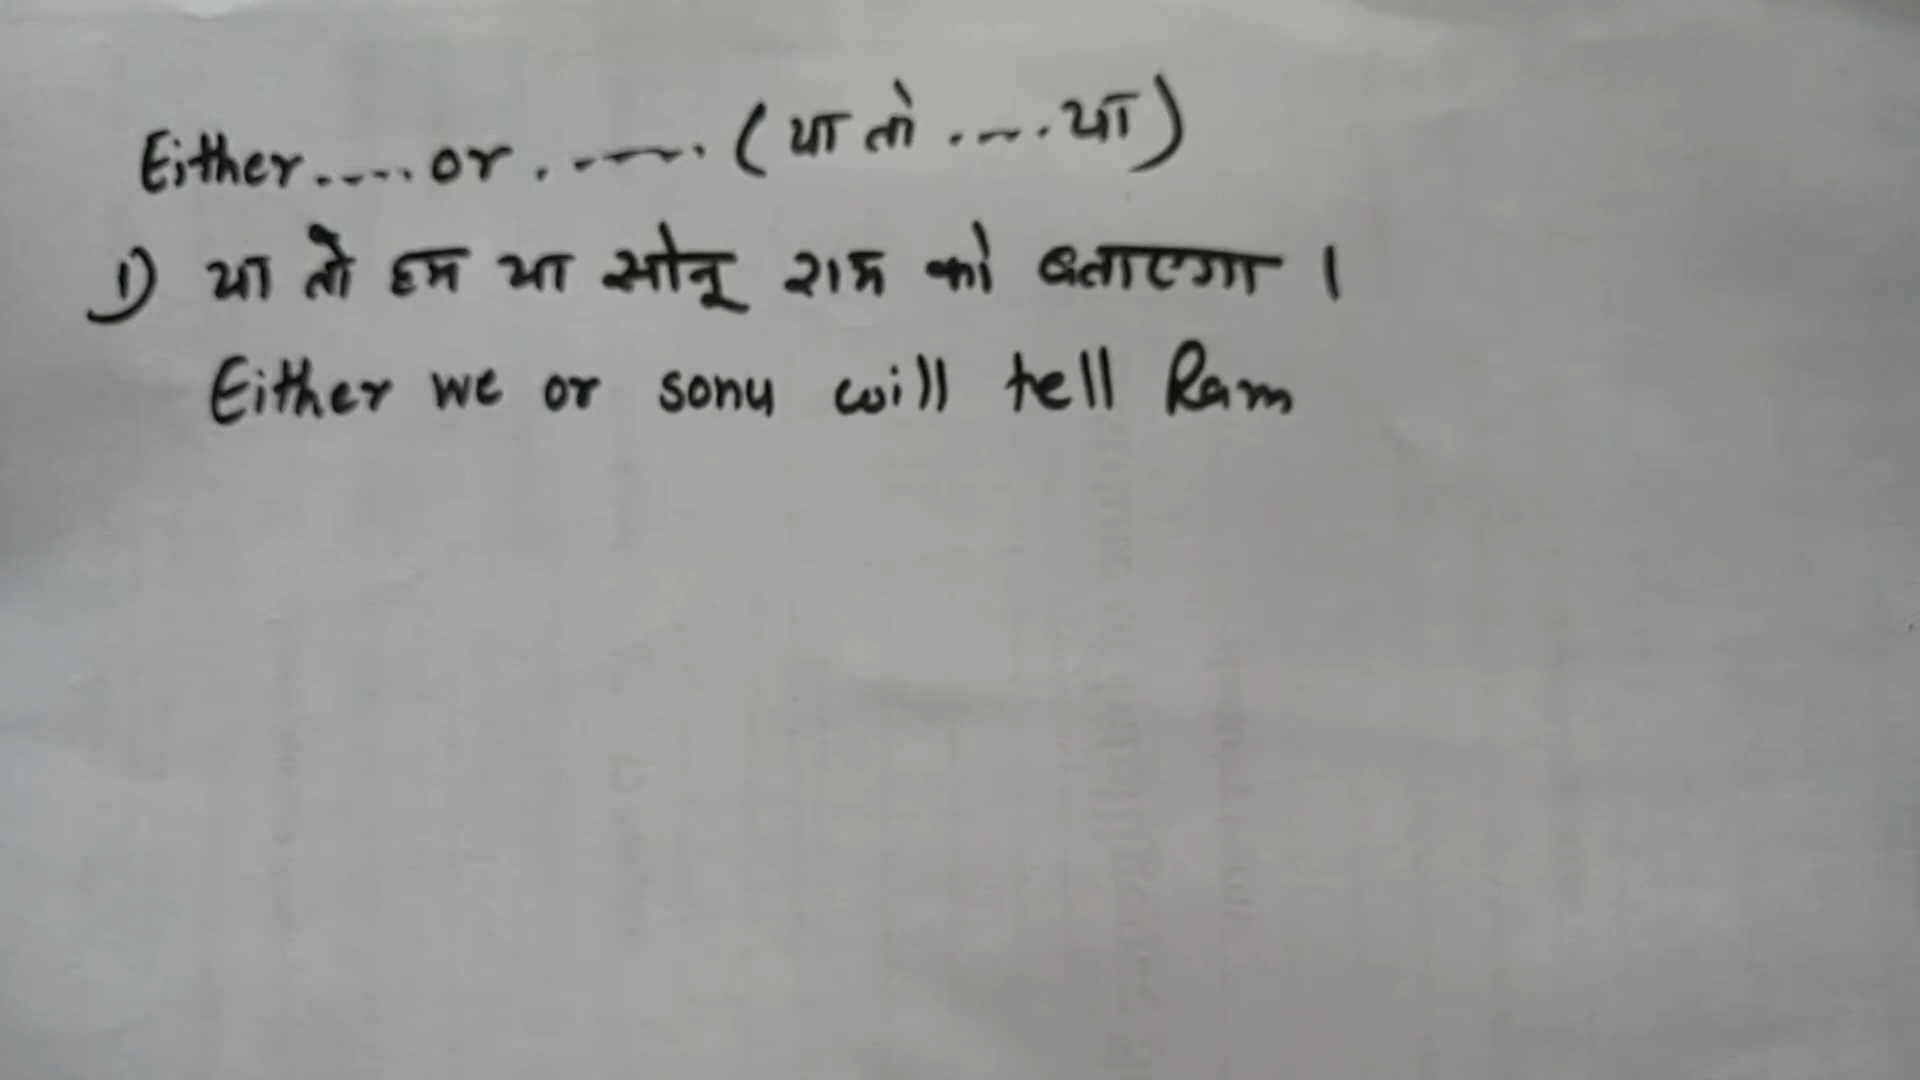 Either.....or.------.(या तो .---.या)
1) या तो हम या सोनू राम को बताएगा ।
Either we or sonu will tell Ram